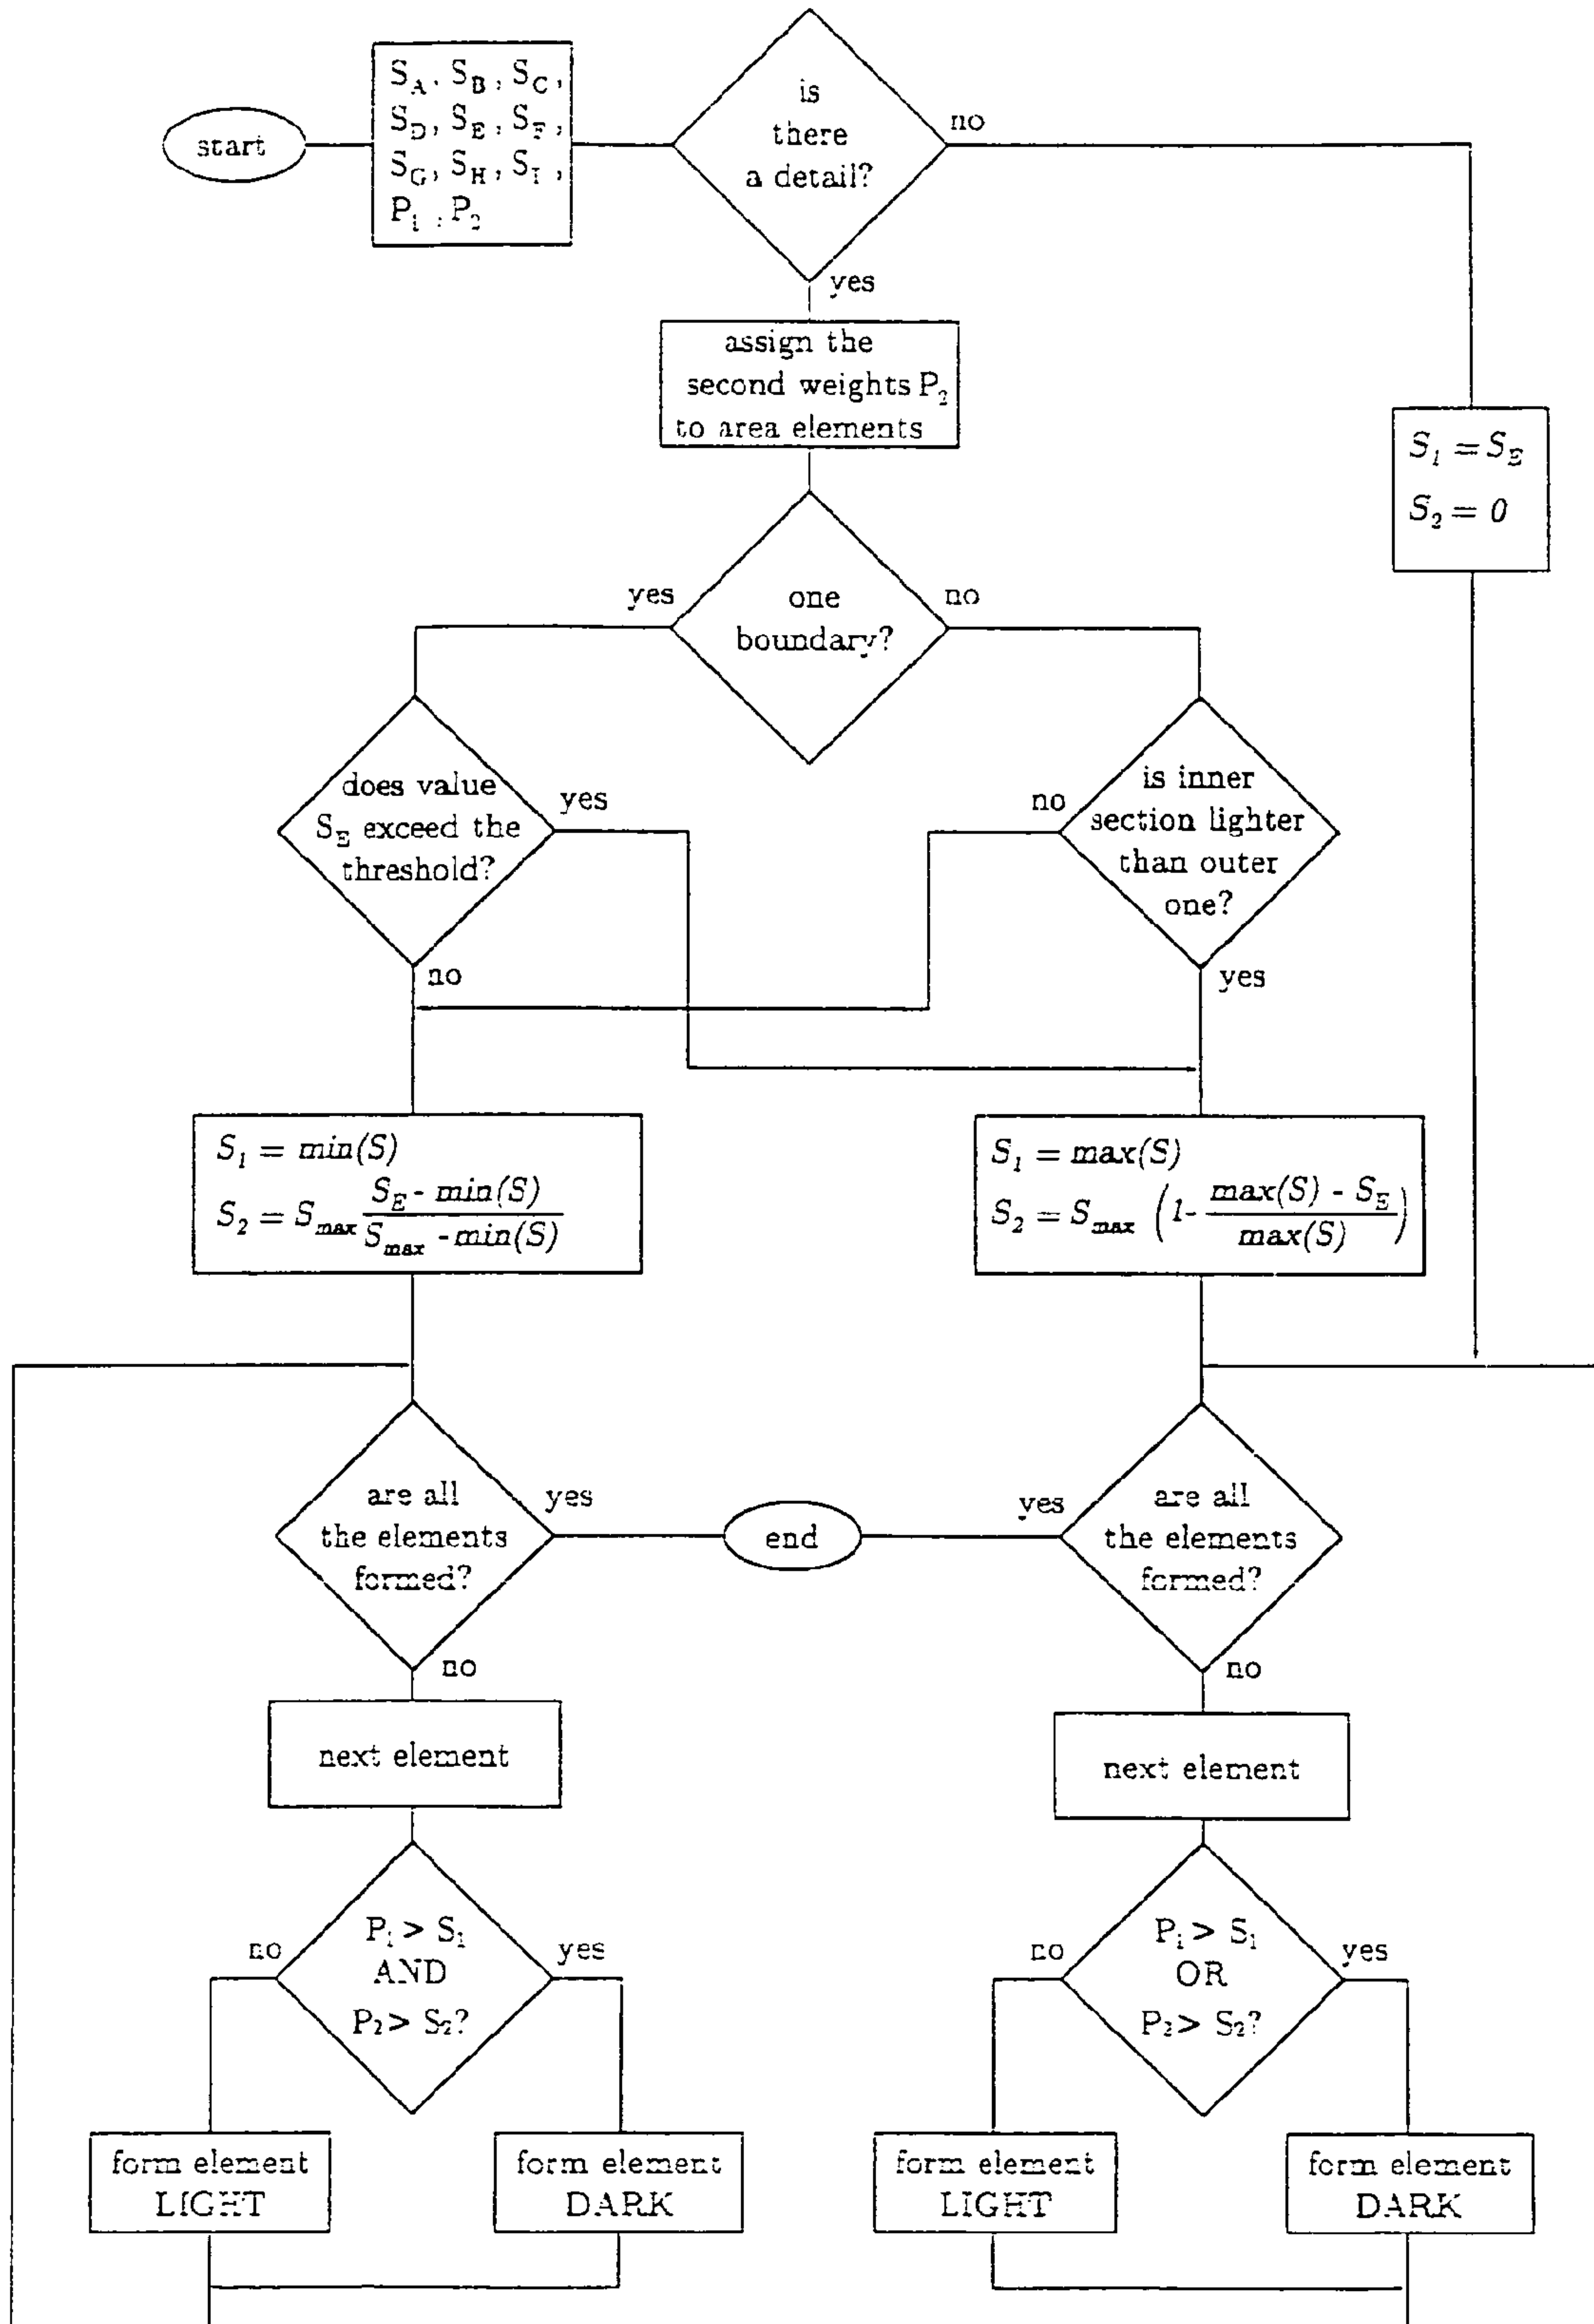 start
S_A, S_B, S_C,
S_D, S_E, S_F,
S_G, S_H, S_I,
P_1, P_2
is
there
a detail?
no
yes
assign the
second weights P_2
to area elements
S_1 = S_E
S_2 = 0
one
boundary?
yes
no
does value
S_E exceed the
threshold?
yes
no
is inner
section lighter
than outer
one?
no
yes
S_1 = min(S)
S_2 = S_max (S_E - min(S)) / (S_max - min(S))
S_1 = max(S)
S_2 = S_max (1- (max(S) - S_E) / max(S))
are all
the elements
formed?
yes
no
end
are all
the elements
formed?
yes
no
next element
next element
P_1 > S_1
AND
P_2 > S_2?
no
yes
P_1 > S_1
OR
P_2 > S_2?
no
yes
form element
LIGHT
form element
DARK
form element
LIGHT
form element
DARK